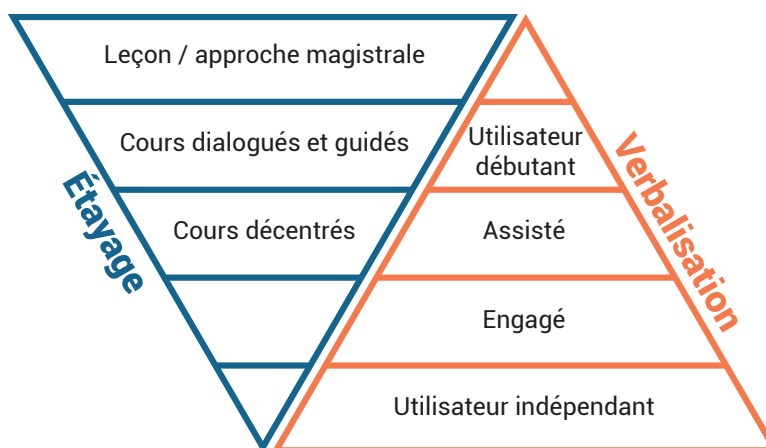 Leçon / approche magistrale
Cours dialogués et guidés
Cours décentrés
Étayage
Utilisateur
débutant
Assisté
Engagé
Utilisateur indépendant
Verbalisation